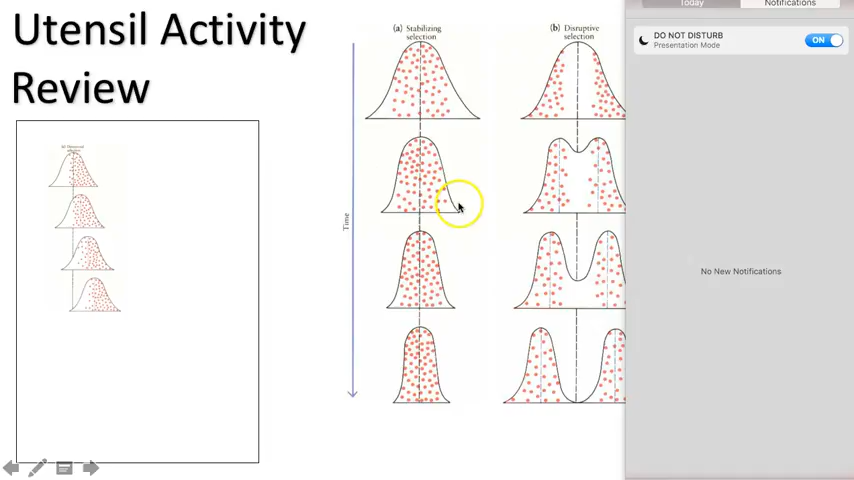 Utensil Activity
Review
(a) Stabilizing
selection
(b) Disruptive
selection
Time
Today
Notifications
DO NOT DISTURB
Presentation Mode
ON
No New Notifications